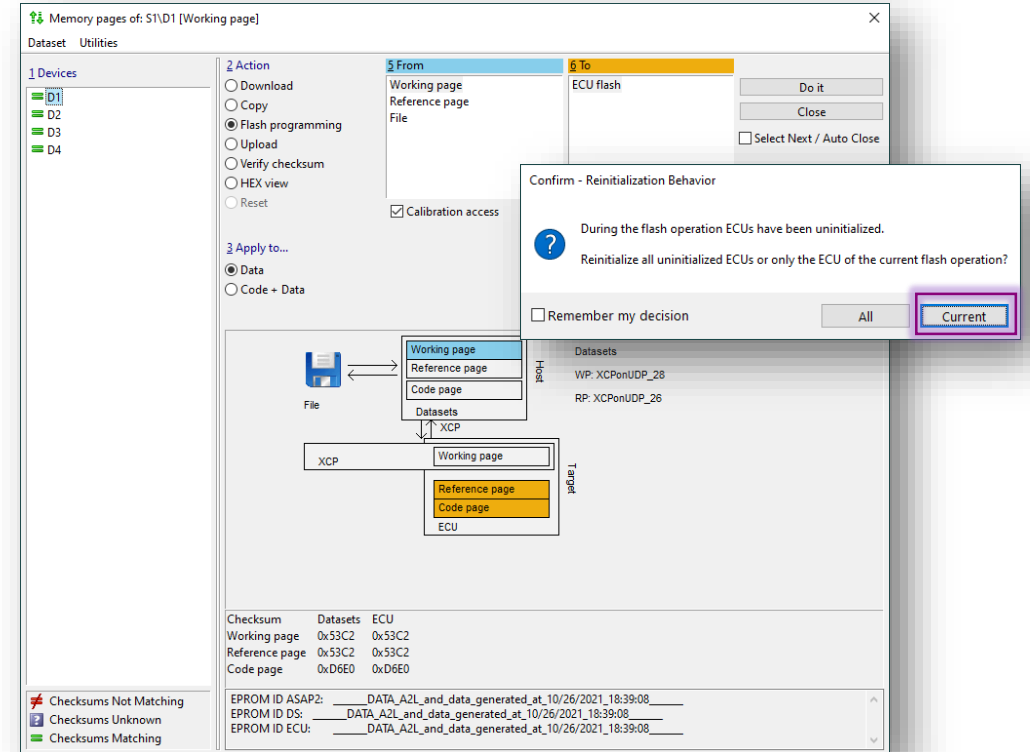 Memory pages of: S1\D1 [Working page]
Dataset Utilities
1 Devices
D1
D2
D3
D4
2 Action
Download
Copy
Flash programming
Upload
Verify checksum
HEX view
Reset
3 Apply to...
Data
Code + Data
5 From
Working page
Reference page
File
Calibration access
6 To
ECU flash
Do it
Close
Select Next / Auto Close
Confirm - Reinitialization Behavior
During the flash operation ECUs have been uninitialized.
Reinitialize all uninitialized ECUs or only the ECU of the current flash operation?
Remember my decision
All
Current
File
Working page
Reference page
Code page
Datasets
Host
XCP
Datasets
WP: XCPonUDP_28
RP: XCPonUDP_26
XCP
Working page
Reference page
Code page
ECU
Target
Checksum Datasets ECU
Working page 0x53C2 0x53C2
Reference page 0x53C2 0x53C2
Code page 0xD6E0 0xD6E0
Checksums Not Matching
Checksums Unknown
Checksums Matching
EPROM ID ASAP2: _____DATA_A2L_and_data_generated_at_10/26/2021_18:39:08_____
EPROM ID DS: _____DATA_A2L_and_data_generated_at_10/26/2021_18:39:08_____
EPROM ID ECU: _____DATA_A2L_and_data_generated_at_10/26/2021_18:39:08_____